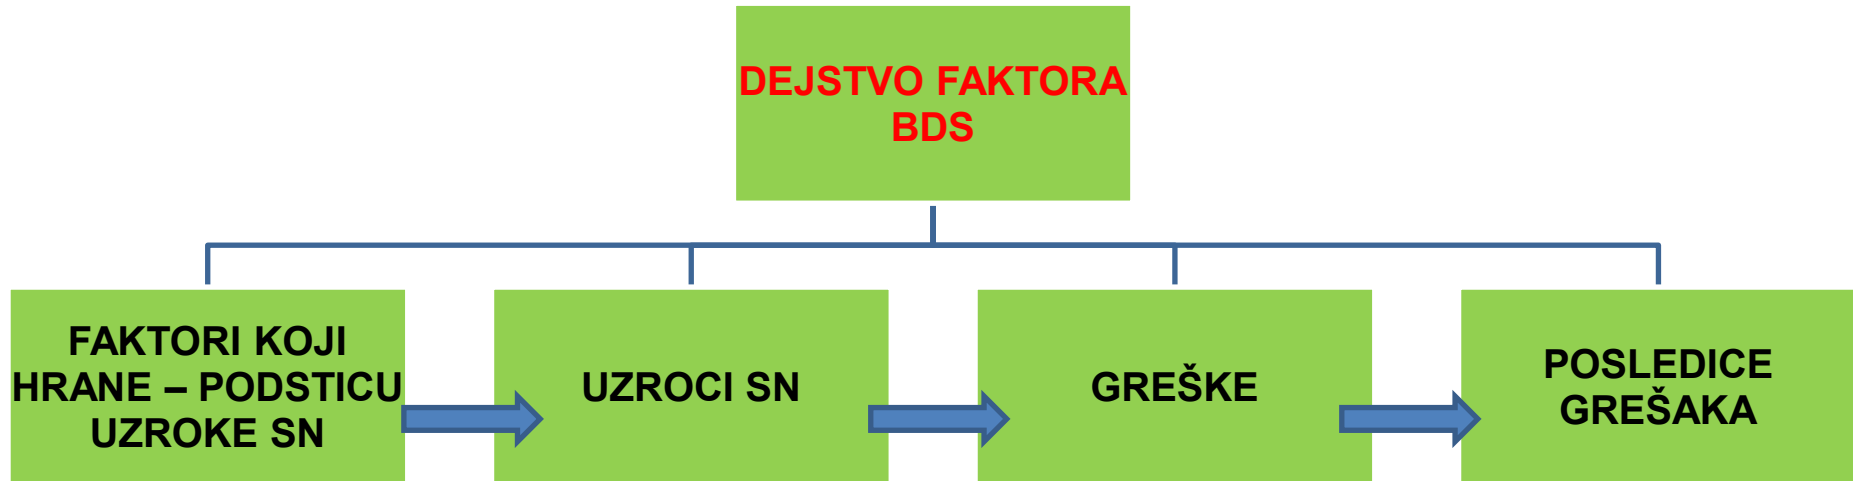 DEJSTVO FAKTORA
BDS
FAKTORI KOJI
HRANE – PODSTICU
UZROKE SN
UZROCI SN
GREŠKE
POSLEDICE
GREŠAKA